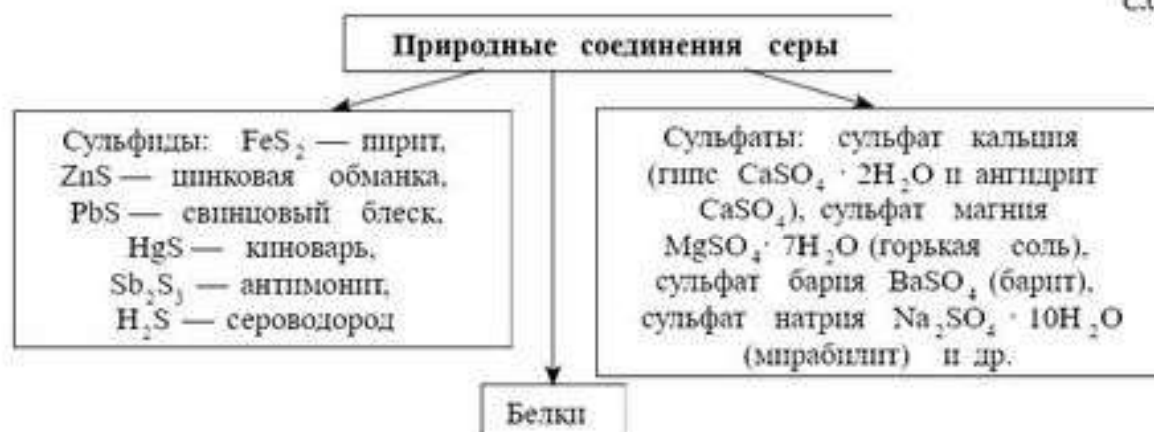 Природные соединения серы
Сульфиды: FeS₂ — пирит,
ZnS — цинковая обманка,
PbS — свинцовый блеск,
HgS — киноварь,
Sb₂S₃ — антимонит,
H₂S — сероводород
Сульфаты: сульфат кальция
(гипс CaSO₄ · 2H₂O и ангидрит
CaSO₄), сульфат магния
MgSO₄ · 7H₂O (горькая соль),
сульфат бария BaSO₄ (барит),
сульфат натрия Na₂SO₄ · 10H₂O
(мирабилит) и др.
Белки